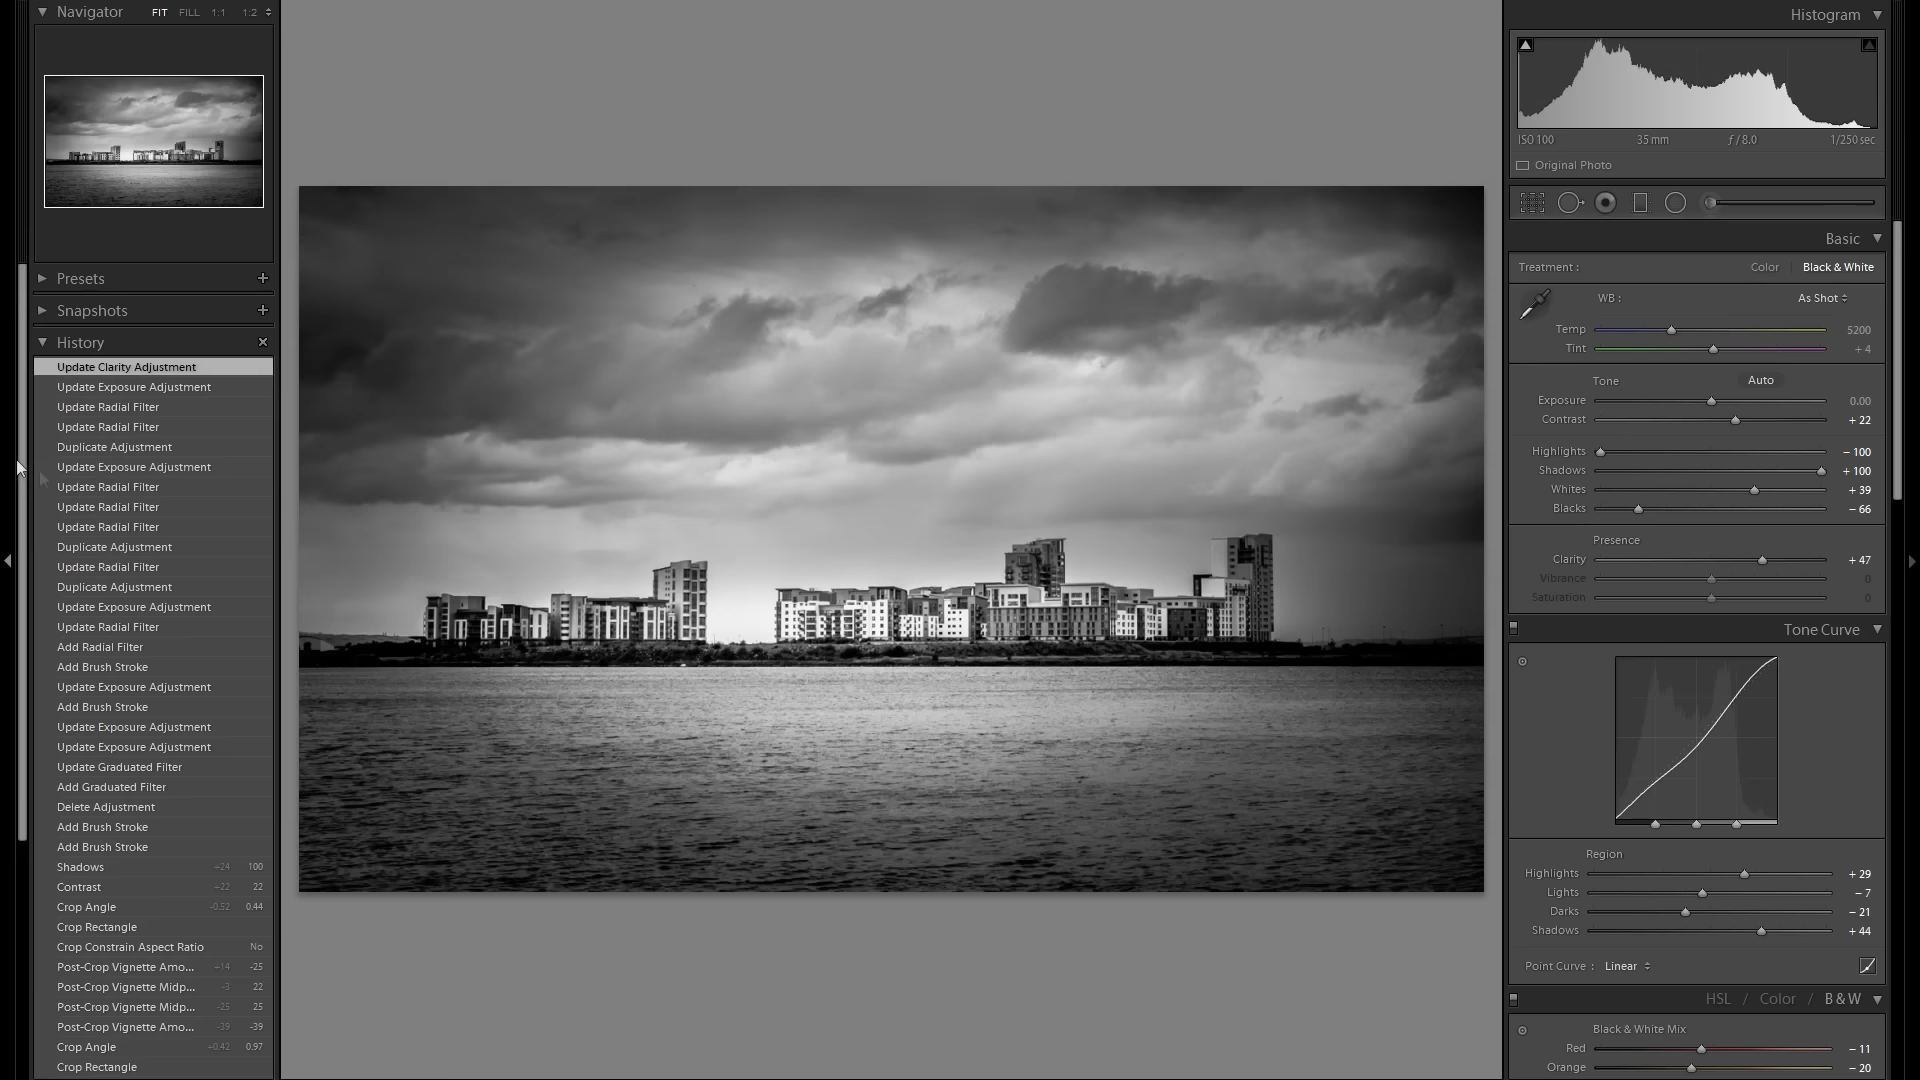 Navigator FIT FILL 1:1 1:2
Presets
Snapshots
History
Update Clarity Adjustment
Update Exposure Adjustment
Update Radial Filter
Update Radial Filter
Duplicate Adjustment
Update Exposure Adjustment
Update Radial Filter
Update Radial Filter
Update Radial Filter
Duplicate Adjustment
Update Radial Filter
Duplicate Adjustment
Update Exposure Adjustment
Update Radial Filter
Add Radial Filter
Add Brush Stroke
Update Exposure Adjustment
Add Brush Stroke
Update Exposure Adjustment
Update Exposure Adjustment
Update Graduated Filter
Add Graduated Filter
Delete Adjustment
Add Brush Stroke
Add Brush Stroke
Shadows +24 100
Contrast +22 22
Crop Angle -0.52 0.44
Crop Rectangle
Crop Constrain Aspect Ratio No
Post-Crop Vignette Amo... +14 -25
Post-Crop Vignette Midp... -3 22
Post-Crop Vignette Midp... -25 25
Post-Crop Vignette Amo... -39 -39
Crop Angle +0.42 0.97
Crop Rectangle
Histogram
ISO 100 35 mm ƒ / 8.0 1/250 sec
Original Photo
Basic
Treatment : Color Black & White
WB : As Shot
Temp 5200
Tint + 4
Tone Auto
Exposure 0.00
Contrast + 22
Highlights − 100
Shadows + 100
Whites + 39
Blacks − 66
Presence
Clarity + 47
Vibrance 0
Saturation 0
Tone Curve
Region
Highlights + 29
Lights − 7
Darks − 21
Shadows + 44
Point Curve : Linear
HSL / Color / B & W
Black & White Mix
Red − 11
Orange − 20